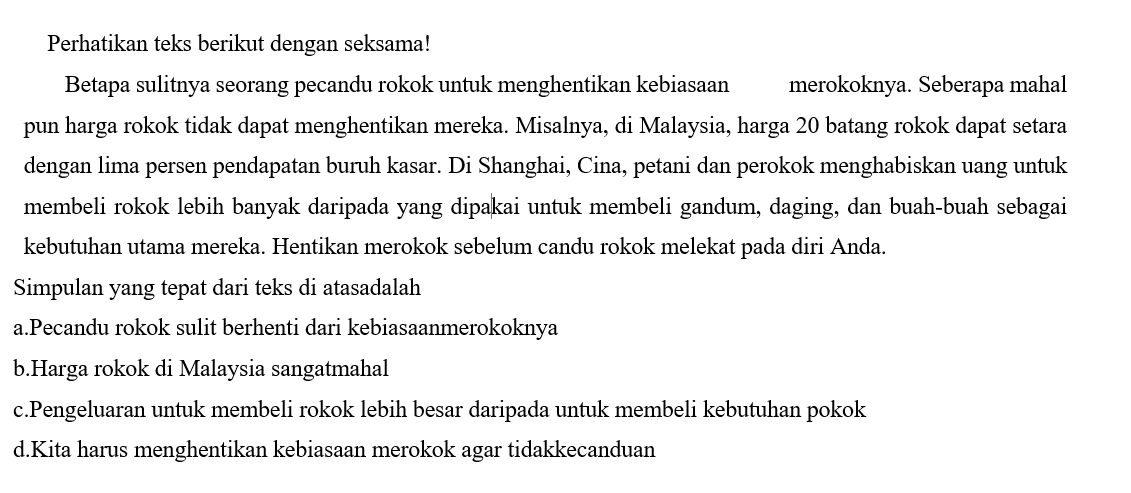 Perhatikan teks berikut dengan seksama!
Betapa sulitnya seorang pecandu rokok untuk menghentikan kebiasaan merokoknya. Seberapa mahal
pun harga rokok tidak dapat menghentikan mereka. Misalnya, di Malaysia, harga 20 batang rokok dapat setara
dengan lima persen pendapatan buruh kasar. Di Shanghai, Cina, petani dan perokok menghabiskan uang untuk
membeli rokok lebih banyak daripada yang dipakai untuk membeli gandum, daging, dan buah-buah sebagai
kebutuhan utama mereka. Hentikan merokok sebelum candu rokok melekat pada diri Anda.
Simpulan yang tepat dari teks di atasadalah
a.Pecandu rokok sulit berhenti dari kebiasaanmerokoknya
b.Harga rokok di Malaysia sangatmahal
c.Pengeluaran untuk membeli rokok lebih besar daripada untuk membeli kebutuhan pokok
d.Kita harus menghentikan kebiasaan merokok agar tidakkecanduan